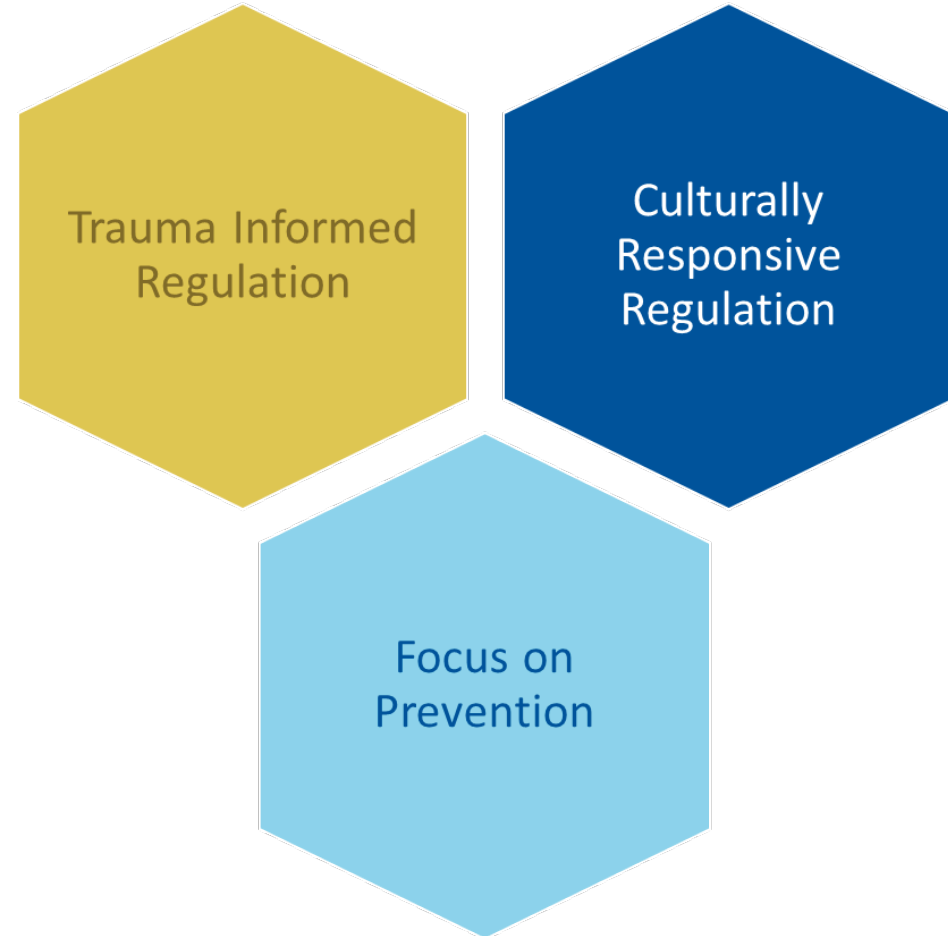 Trauma Informed
Regulation
Culturally
Responsive
Regulation
Focus on
Prevention